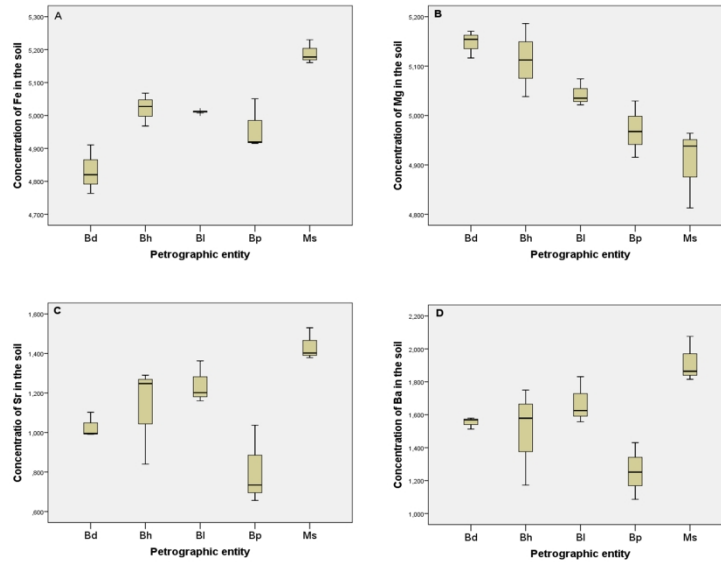 A
Concentration of Fe in the soil
5,300
5,200
5,100
5,000
4,900
4,800
4,700
Bd Bh Bl Bp Ms
Petrographic entity
B
Concentration of Mg in the soil
5,200
5,100
5,000
4,900
4,800
Bd Bh Bl Bp Ms
Petrographic entity
C
Concentratio of Sr in the soil
1,600
1,400
1,200
1,000
,800
,600
Bd Bh Bl Bp Ms
Petrographic entity
D
Concentration of Ba in the soil
2,200
2,000
1,800
1,600
1,400
1,200
1,000
Bd Bh Bl Bp Ms
Petrographic entity